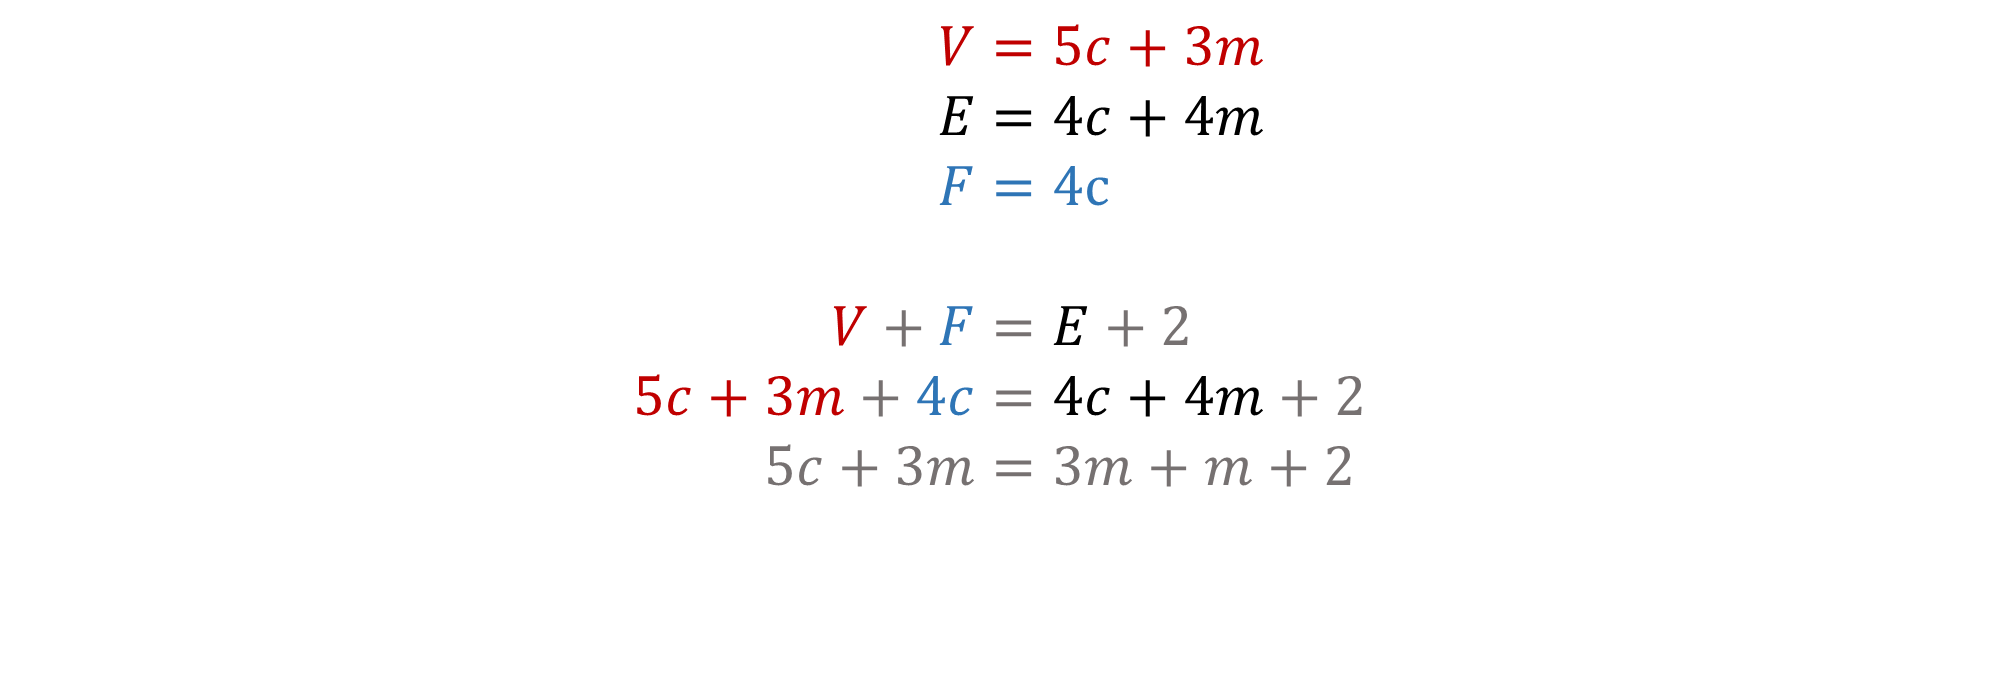 V = 5c + 3m
E = 4c + 4m
F = 4c
V + F = E + 2
5c + 3m + 4c = 4c + 4m + 2
5c + 3m = 3m + m + 2